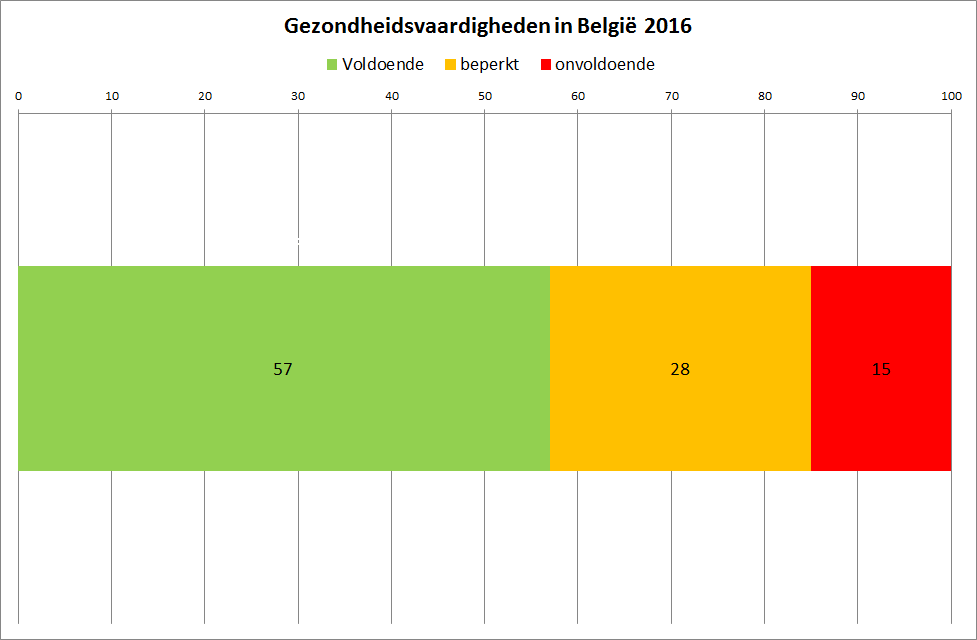 Gezondheidsvaardigheden in België 2016
Voldoende beperkt onvoldoende
0 10 20 30 40 50 60 70 80 90 100
57 28 15